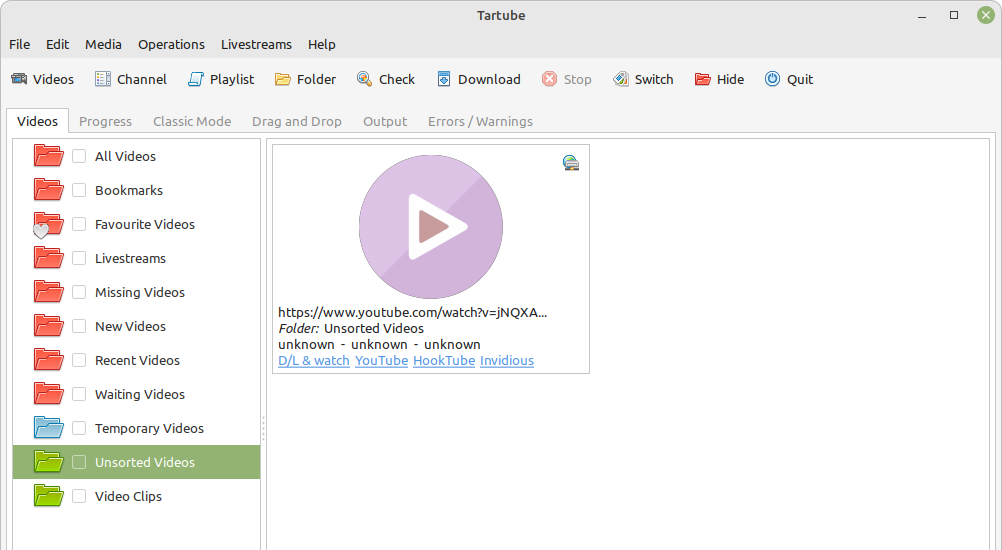 Tartube
File Edit Media Operations Livestreams Help
Videos Channel Playlist Folder Check Download Stop Switch Hide Quit
Videos Progress Classic Mode Drag and Drop Output Errors / Warnings
All Videos
Bookmarks
Favourite Videos
Livestreams
Missing Videos
New Videos
Recent Videos
Waiting Videos
Temporary Videos
Unsorted Videos
Video Clips
https://www.youtube.com/watch?v=jNQXA...
Folder: Unsorted Videos
unknown - unknown - unknown
D/L & watch YouTube HookTube Invidious